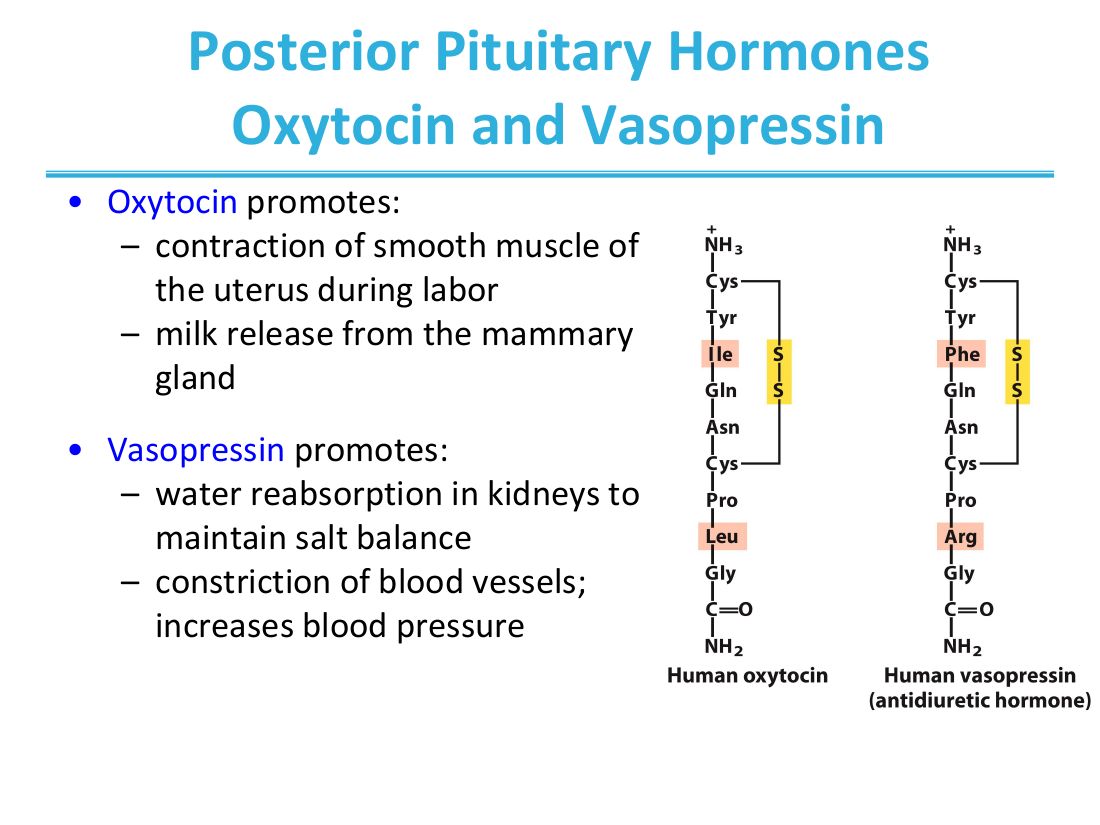 Posterior Pituitary Hormones
Oxytocin and Vasopressin
• Oxytocin promotes:
– contraction of smooth muscle of
the uterus during labor
– milk release from the mammary
gland
• Vasopressin promotes:
– water reabsorption in kidneys to
maintain salt balance
– constriction of blood vessels;
increases blood pressure
+
NH3
Cys
Tyr
Ile
S
Gln
S
Asn
Cys
Pro
Leu
Gly
C=O
NH2
Human oxytocin
+
NH3
Cys
Tyr
Phe
S
Gln
S
Asn
Cys
Pro
Arg
Gly
C=O
NH2
Human vasopressin
(antidiuretic hormone)